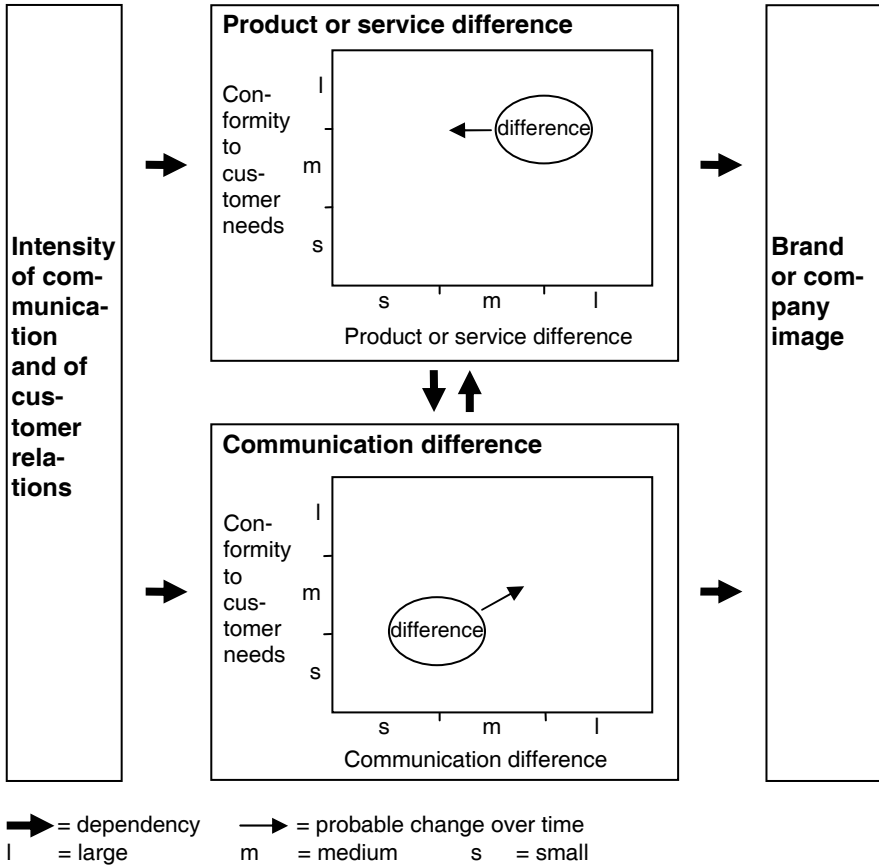 Intensity
of com-
munica-
tion
and of
cus-
tomer
rela-
tions
Product or service difference
Con-
formity
to
cus-
tomer
needs
l
m
s
difference
s m l
Product or service difference
Communication difference
Con-
formity
to
cus-
tomer
needs
l
m
s
difference
s m l
Communication difference
Brand
or com-
pany
image
= dependency = probable change over time
l = large m = medium s = small